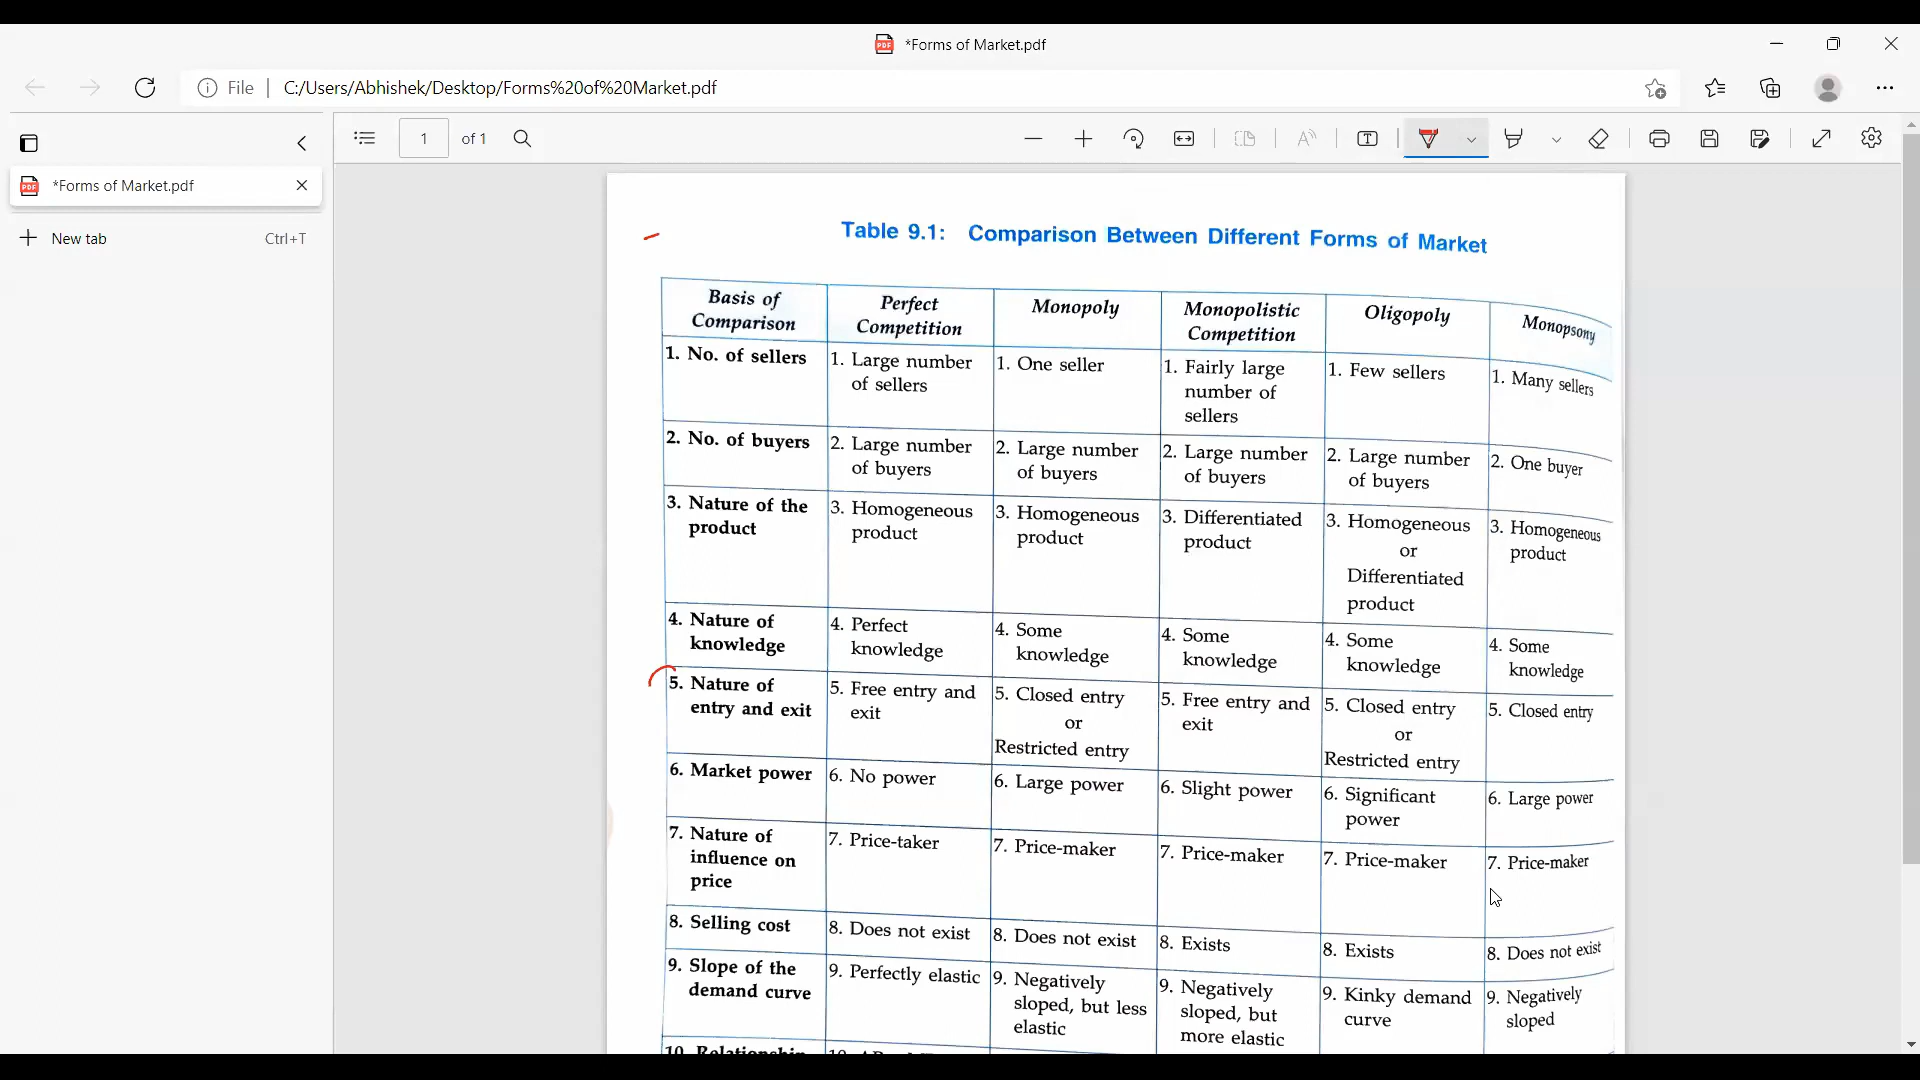 *Forms of Market.pdf
File
C:/Users/Abhishek/Desktop/Forms%20of%20Market.pdf
1 of 1
*Forms of Market.pdf
New tab Ctrl+T
Table 9.1: Comparison Between Different Forms of Market
Basis of
Comparison
Perfect
Competition
Monopoly
Monopolistic
Competition
Oligopoly
Monopsony
1. No. of sellers
1. Large number
of sellers
1. One seller
1. Fairly large
number of
sellers
1. Few sellers
1. Many sellers
2. No. of buyers
2. Large number
of buyers
2. Large number
of buyers
2. Large number
of buyers
2. Large number
of buyers
2. One buyer
3. Nature of the
product
3. Homogeneous
product
3. Homogeneous
product
3. Differentiated
product
3. Homogeneous
or
Differentiated
product
3. Homogeneous
product
4. Nature of
knowledge
4. Perfect
knowledge
4. Some
knowledge
4. Some
knowledge
4. Some
knowledge
4. Some
knowledge
5. Nature of
entry and exit
5. Free entry and
exit
5. Closed entry
or
Restricted entry
5. Free entry and
exit
5. Closed entry
or
Restricted entry
5. Closed entry
6. Market power
6. No power
6. Large power
6. Slight power
6. Significant
power
6. Large power
7. Nature of
influence on
price
7. Price-taker
7. Price-maker
7. Price-maker
7. Price-maker
7. Price-maker
8. Selling cost
8. Does not exist
8. Does not exist
8. Exists
8. Exists
8. Does not exist
9. Slope of the
demand curve
9. Perfectly elastic
9. Negatively
sloped, but less
elastic
9. Negatively
sloped, but
more elastic
9. Kinky demand
curve
9. Negatively
sloped
10. Relationship